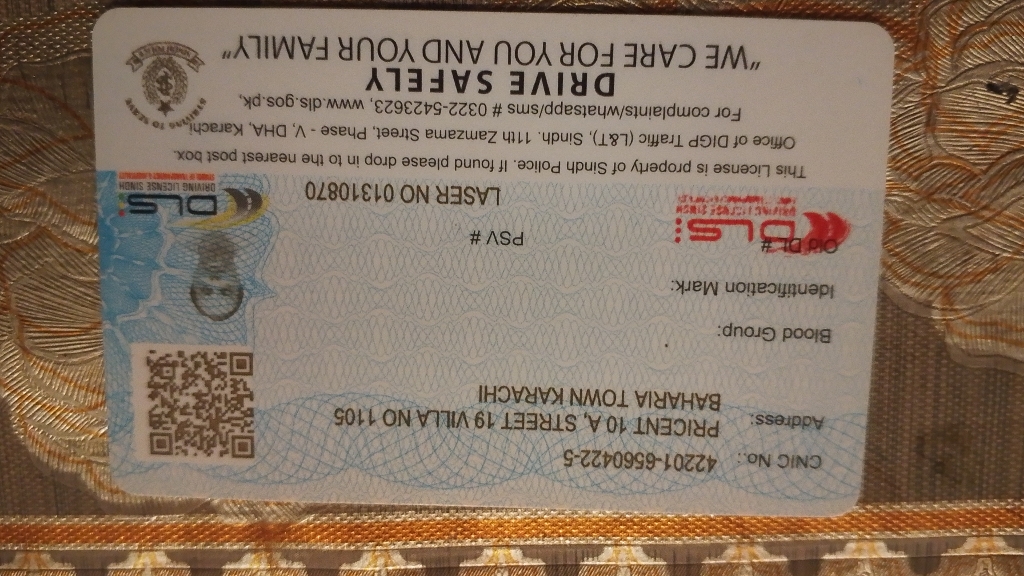 CNIC No.: 42201-6560422-5
Address: PRICENT 10 A, STREET 19 VILLA NO 1105
BAHARIA TOWN KARACHI
Blood Group:
Identification Mark:
Old DL # PSV #
DLS
DRIVING LICENSE SINDH
LASER NO 01310870
DLS
DRIVING LICENSE SINDH
This License is property of Sindh Police. If found please drop in to the nearest post box.
Office of DIGP Traffic (L&T), Sindh. 11th Zamzama Street, Phase - V, DHA, Karachi.
For complaints/whatsapp/sms # 0322-5423623, www.dls.gos.pk,
DRIVE SAFELY
"WE CARE FOR YOU AND YOUR FAMILY"